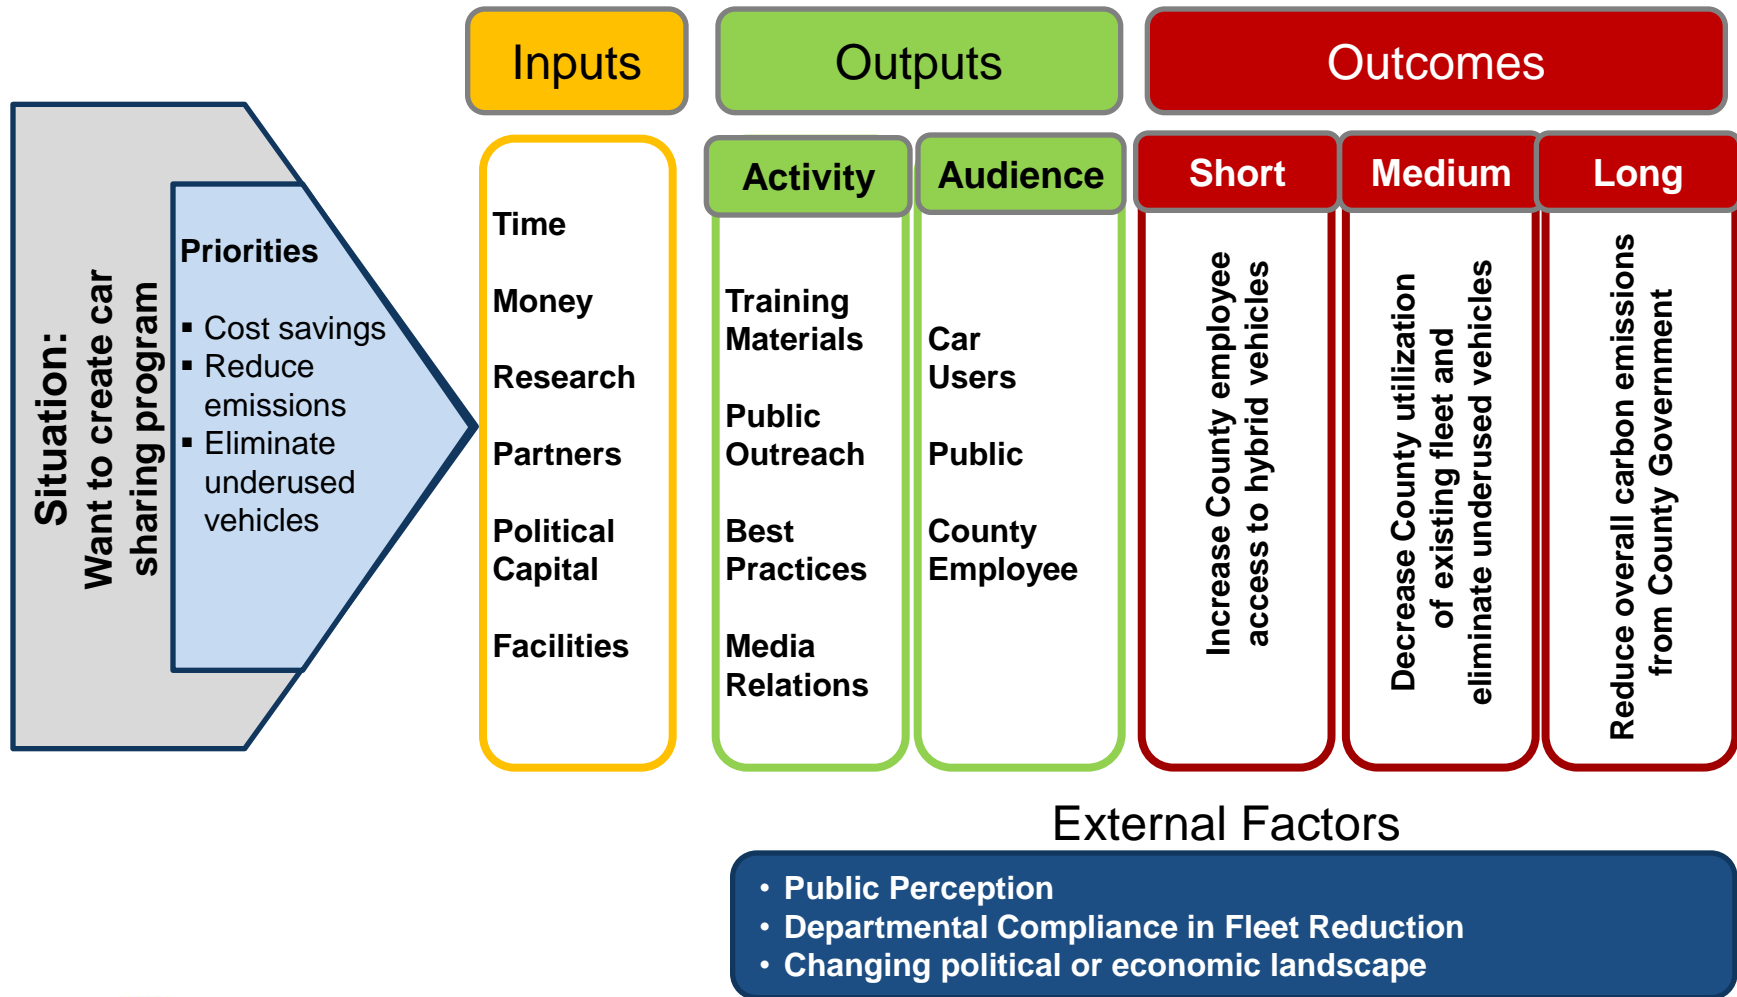 Situation:
Want to create car
sharing program
Priorities
▪ Cost savings
▪ Reduce
emissions
▪ Eliminate
underused
vehicles
Inputs
Time
Money
Research
Partners
Political
Capital
Facilities
Outputs
Activity
Training
Materials
Public
Outreach
Best
Practices
Media
Relations
Audience
Car
Users
Public
County
Employee
Outcomes
Short
Increase County employee
access to hybrid vehicles
Medium
Decrease County utilization
of existing fleet and
eliminate underused vehicles
Long
Reduce overall carbon emissions
from County Government
External Factors
• Public Perception
• Departmental Compliance in Fleet Reduction
• Changing political or economic landscape